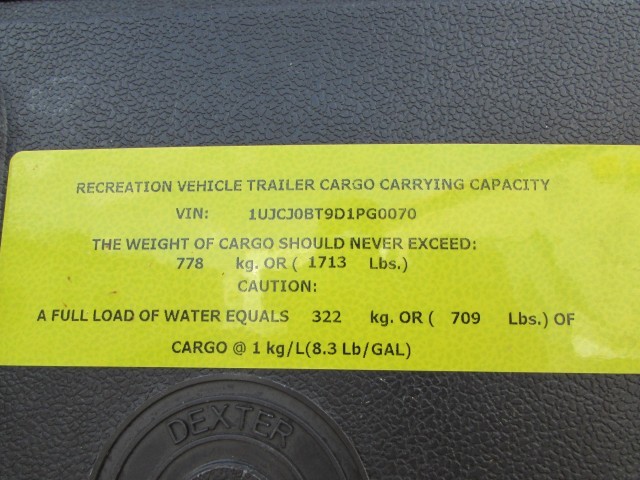 RECREATION VEHICLE TRAILER CARGO CARRYING CAPACITY
VIN: 1UJCJ0BT9D1PG0070
THE WEIGHT OF CARGO SHOULD NEVER EXCEED:
778 kg. OR ( 1713 Lbs.)
CAUTION:
A FULL LOAD OF WATER EQUALS 322 kg. OR ( 709 Lbs.) OF
CARGO @ 1 kg/L(8.3 Lb/GAL)
DEXTER